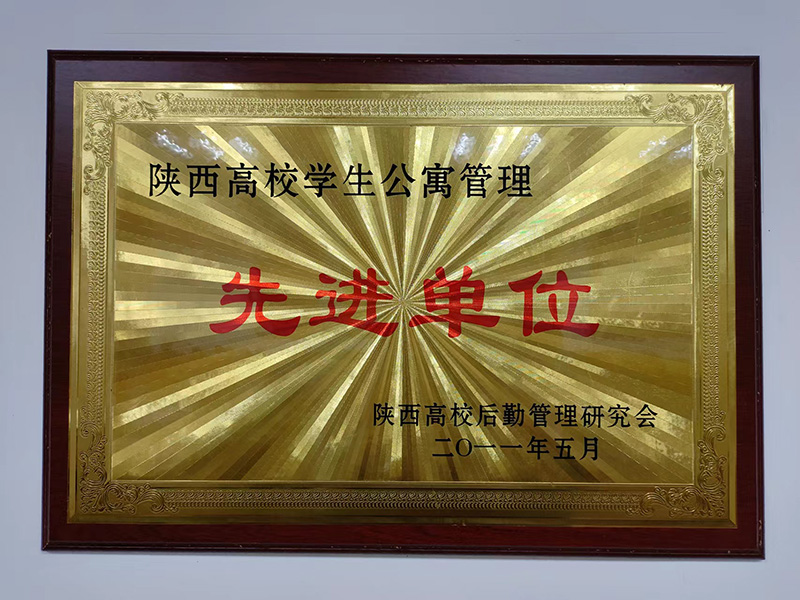 陕西高校学生公寓管理
先进单位
陕西高校后勤管理研究会
二〇一一年五月